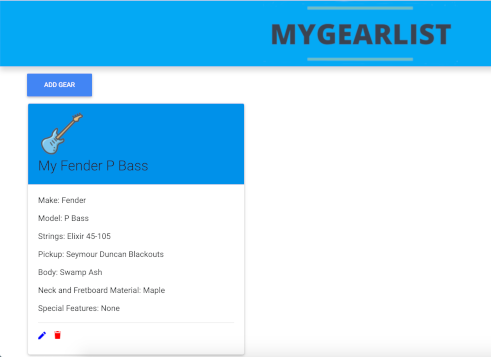 MYGEARLIST
ADD GEAR
My Fender P Bass
Make: Fender
Model: P Bass
Strings: Elixir 45-105
Pickup: Seymour Duncan Blackouts
Body: Swamp Ash
Neck and Fretboard Material: Maple
Special Features: None